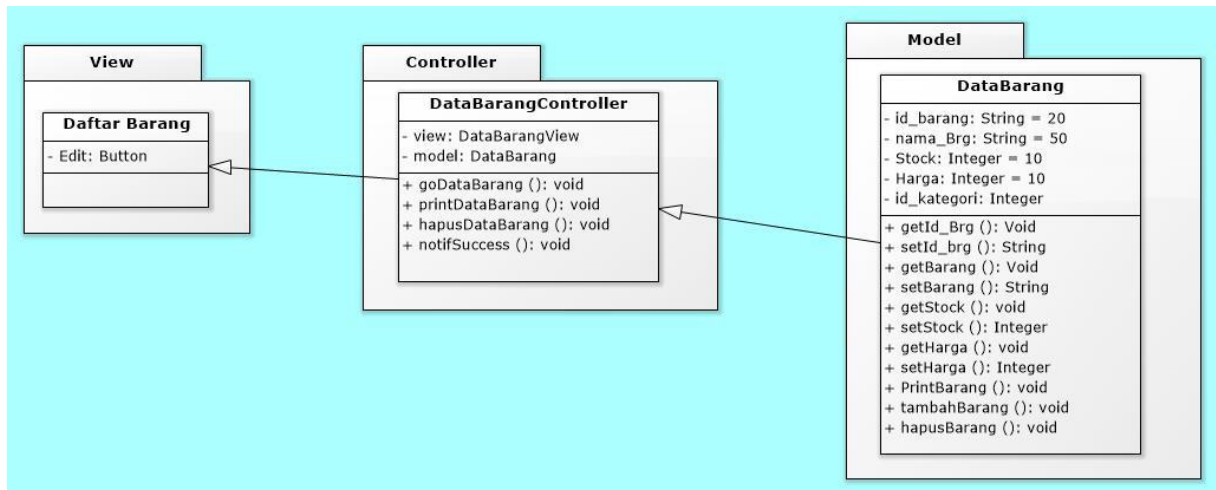 View
Daftar Barang
- Edit: Button
Controller
DataBarangController
- view: DataBarangView
- model: DataBarang
+ goDataBarang (): void
+ printDataBarang (): void
+ hapusDataBarang (): void
+ notifSuccess (): void
Model
DataBarang
- id_barang: String = 20
- nama_Brg: String = 50
- Stock: Integer = 10
- Harga: Integer = 10
- id_kategori: Integer
+ getId_Brg (): Void
+ setId_brg (): String
+ getBarang (): Void
+ setBarang (): String
+ getStock (): void
+ setStock (): Integer
+ getHarga (): void
+ setHarga (): Integer
+ PrintBarang (): void
+ tambahBarang (): void
+ hapusBarang (): void